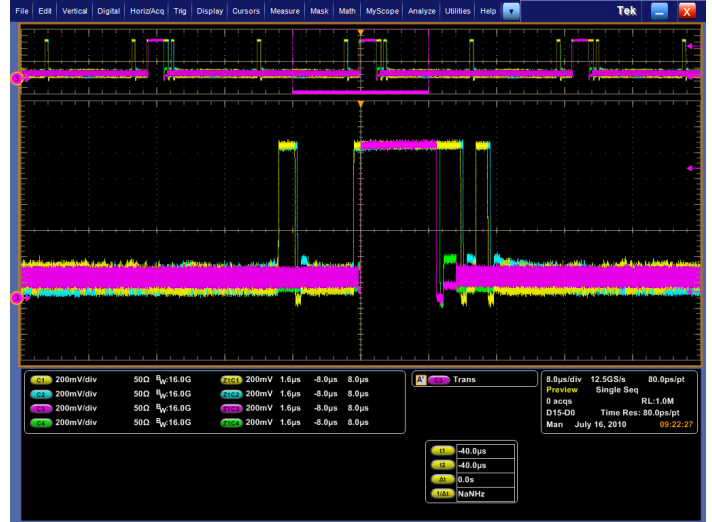 File Edit Vertical Digital Horiz/Acq Trig Display Cursors Measure Mask Math MyScope Analyze Utilities Help Tek X
3
3
C1 200mV/div 50Ω BW:16.0G Z1C1 200mV 1.6µs -8.0µs 8.0µs
C2 200mV/div 50Ω BW:16.0G Z1C2 200mV 1.6µs -8.0µs 8.0µs
C3 200mV/div 50Ω BW:16.0G Z1C3 200mV 1.6µs -8.0µs 8.0µs
C4 200mV/div 50Ω BW:16.0G Z1C4 200mV 1.6µs -8.0µs 8.0µs
A' C3 Trans
8.0µs/div 12.5GS/s 80.0ps/pt
Preview Single Seq
0 acqs RL:1.0M
D15-D0 Time Res: 80.0ps/pt
Man July 16, 2010 09:22:27
t1 -40.0µs
t2 -40.0µs
Δt 0.0s
1/Δt NaNHz